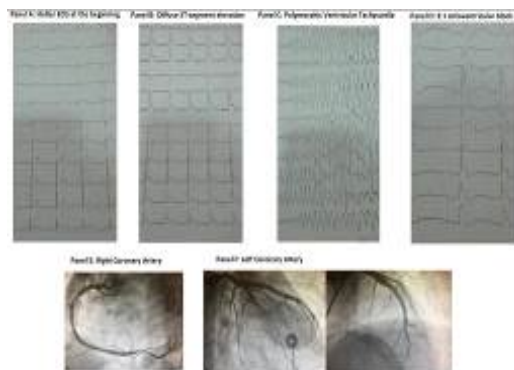 Panel A: Holter ECG at the beginning
Panel B: Diffuse ST segment elevation
Panel C: Polymorphic Ventricular Tachycardia
Panel E: Right Coronary Artery
Panel F: Left Coronary Artery